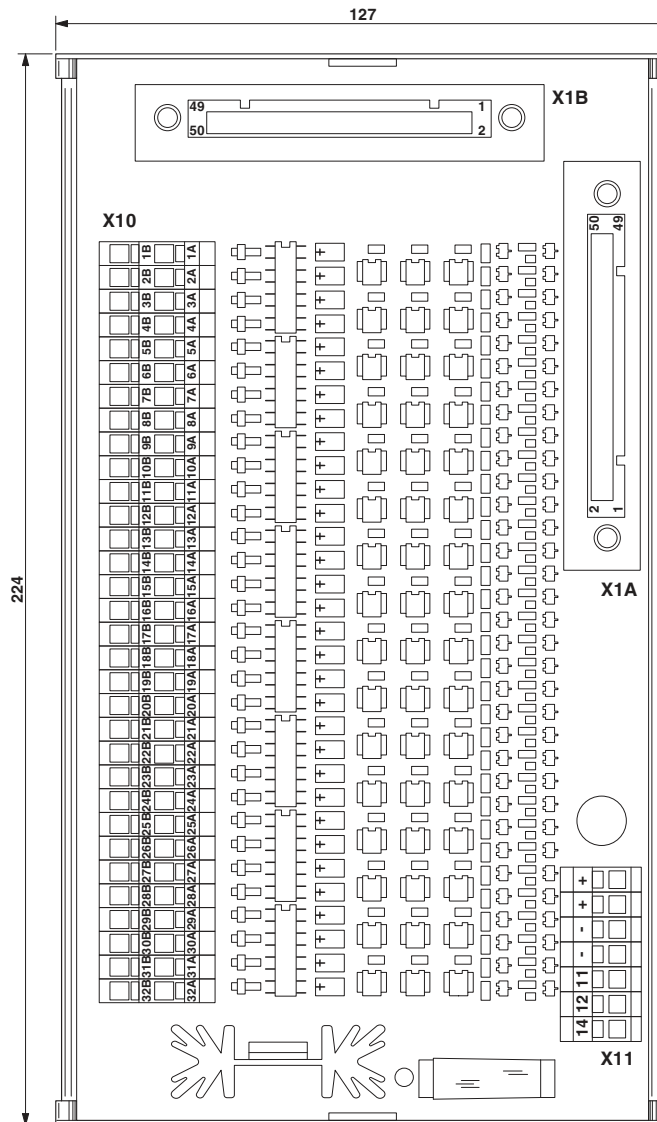 127
224
X1B
49 1
50 2
50 49
2 1
X1A
X10
1B 1A
2B 2A
3B 3A
4B 4A
5B 5A
6B 6A
7B 7A
8B 8A
9B 9A
10B 10A
11B 11A
12B 12A
13B 13A
14B 14A
15B 15A
16B 16A
17B 17A
18B 18A
19B 19A
20B 20A
21B 21A
22B 22A
23B 23A
24B 24A
25B 25A
26B 26A
27B 27A
28B 28A
29B 29A
30B 30A
31B 31A
32B 32A
+
+
-
-
11
12
14
X11